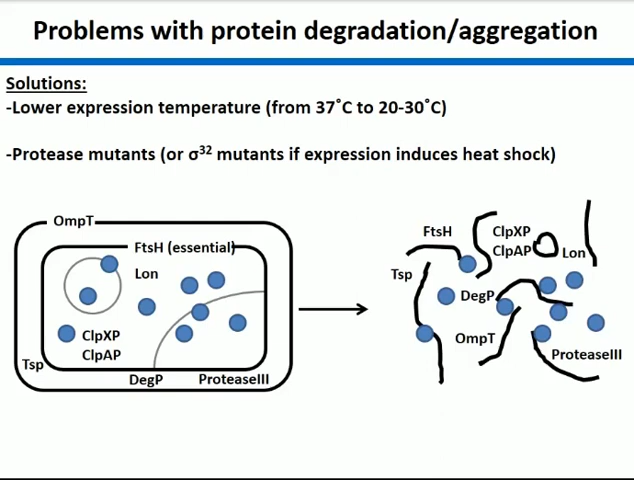 Problems with protein degradation/aggregation
Solutions:
-Lower expression temperature (from 37˚C to 20-30˚C)
-Protease mutants (or σ³² mutants if expression induces heat shock)
OmpT
FtsH (essential)
Lon
ClpXP
ClpAP
Tsp
DegP
ProteaseIII
FtsH
ClpXP
ClpAP
Lon
Tsp
DegP
OmpT
ProteaseIII